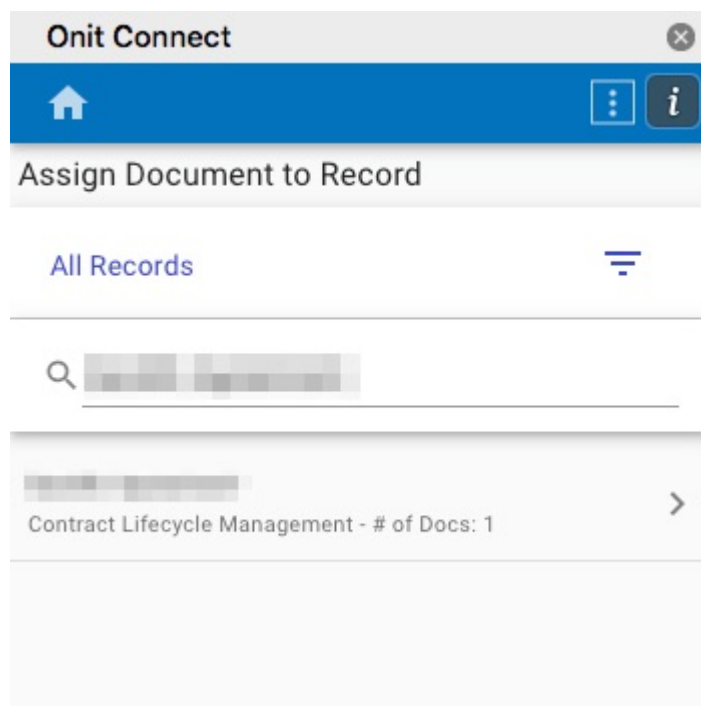 Onit Connect
i
Assign Document to Record
All Records
Contract Lifecycle Management - # of Docs: 1